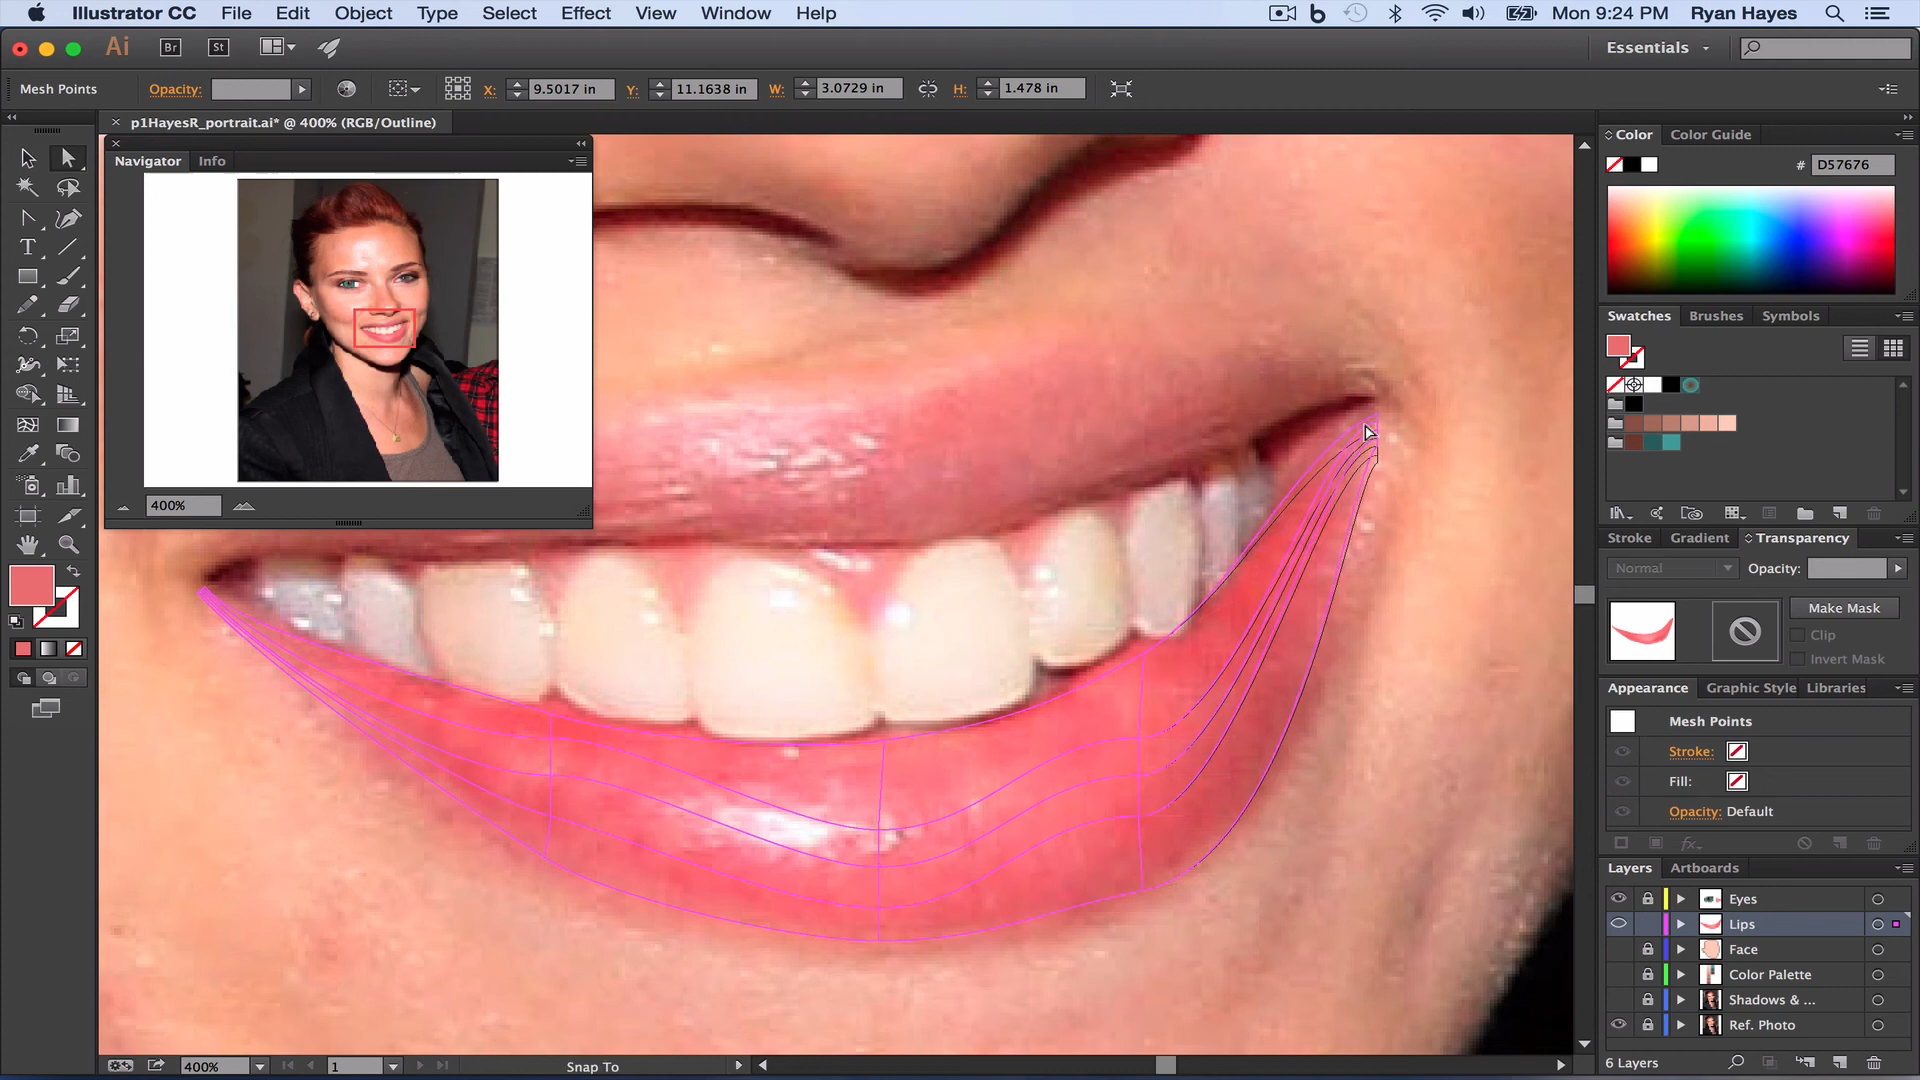 Illustrator CC File Edit Object Type Select Effect View Window Help Mon 9:24 PM Ryan Hayes
Ai Br St Essentials
Mesh Points Opacity: X: 9.5017 in Y: 11.1638 in W: 3.0729 in H: 1.478 in
p1HayesR_portrait.ai* @ 400% (RGB/Outline)
Navigator Info
400%
Color Color Guide
# D57676
Swatches Brushes Symbols
Stroke Gradient Transparency
Normal Opacity:
Make Mask
Clip
Invert Mask
Appearance Graphic Style Libraries
Mesh Points
Stroke:
Fill:
Opacity: Default
fx
Layers Artboards
Eyes
Lips
Face
Color Palette
Shadows & ...
Ref. Photo
6 Layers
400% 1 Snap To